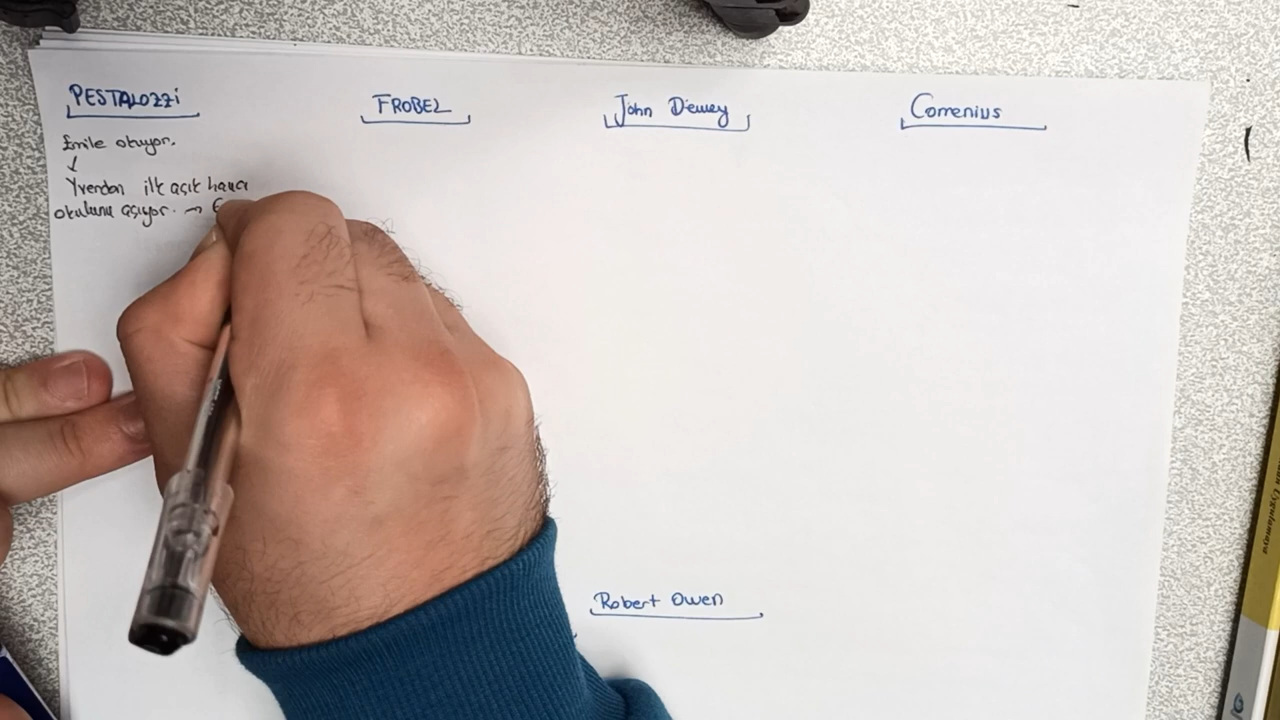 PESTALOZZi
FROBEL
John Dewey
Comenius
Emile okuyor.
↓
Yverdon ilk açık hava
okulunu açıyor. →
Robert Owen